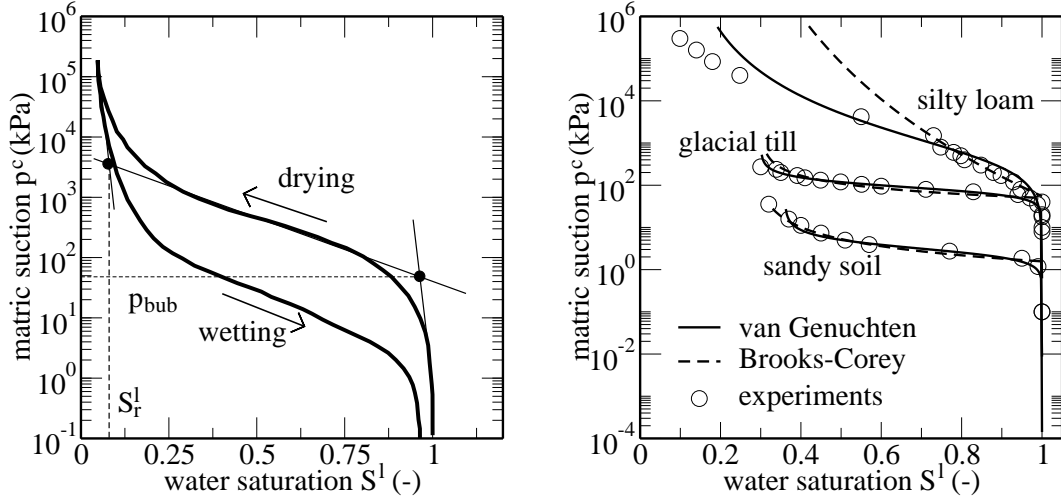 10^6
10^5
10^4
10^3
10^2
10^1
10^0
10^-1
matric suction p^c (kPa)
drying
p_bub
wetting
S_r^l
0 0.25 0.5 0.75 1
water saturation S^l (-)
10^6
10^4
10^2
10^0
10^-2
10^-4
matric suction p^c (kPa)
silty loam
glacial till
sandy soil
van Genuchten
Brooks-Corey
experiments
0 0.2 0.4 0.6 0.8 1
water saturation S^l (-)